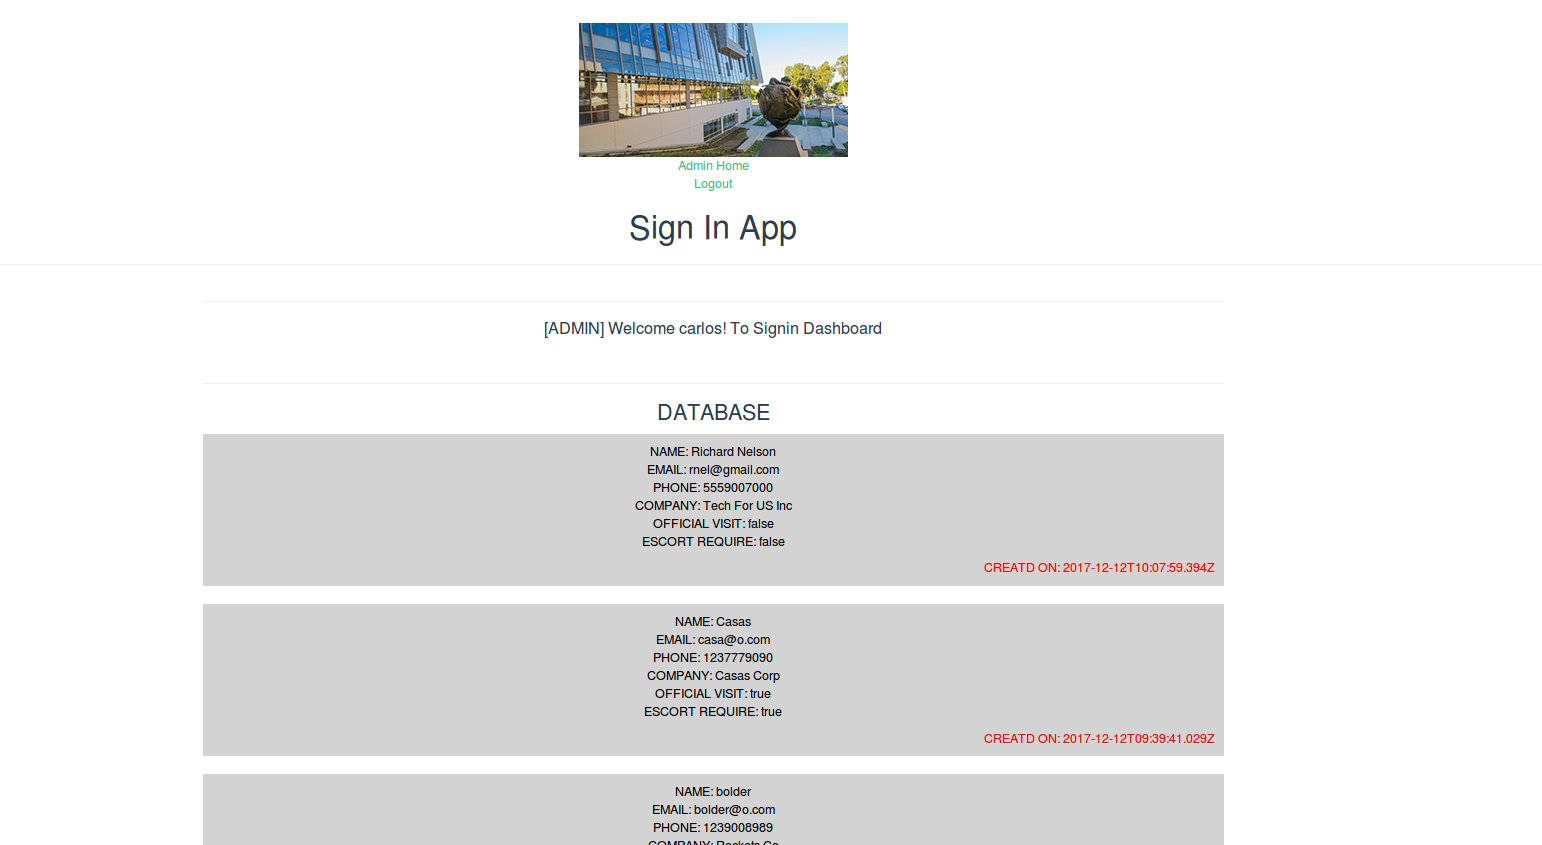 Admin Home
Logout
Sign In App
[ADMIN] Welcome carlos! To Signin Dashboard
DATABASE
NAME: Richard Nelson
EMAIL: rnel@gmail.com
PHONE: 5559007000
COMPANY: Tech For US Inc
OFFICIAL VISIT: false
ESCORT REQUIRE: false
CREATD ON: 2017-12-12T10:07:59.394Z
NAME: Casas
EMAIL: casa@o.com
PHONE: 1237779090
COMPANY: Casas Corp
OFFICIAL VISIT: true
ESCORT REQUIRE: true
CREATD ON: 2017-12-12T09:39:41.029Z
NAME: bolder
EMAIL: bolder@o.com
PHONE: 1239008989
COMPANY: Rockets Co